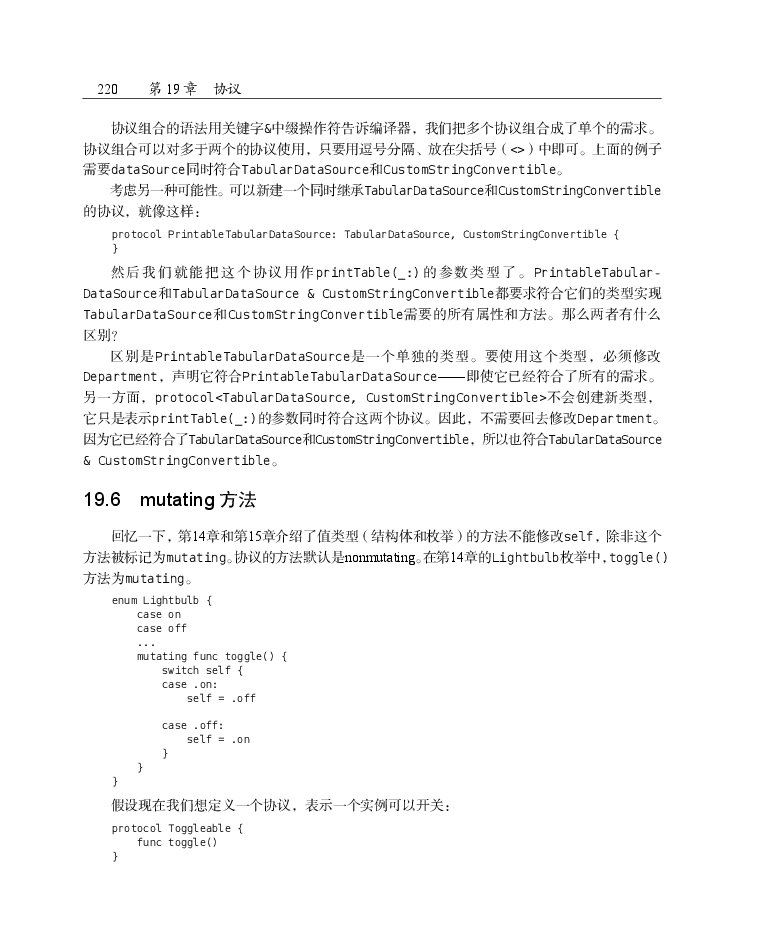 220 第 19 章 协议
协议组合的语法用关键字&中缀操作符告诉编译器，我们把多个协议组合成了单个的需求。
协议组合可以对多于两个的协议使用，只要用逗号分隔、放在尖括号（<>）中即可。上面的例子
需要dataSource同时符合TabularDataSource和CustomStringConvertible。
考虑另一种可能性。可以新建一个同时继承TabularDataSource和CustomStringConvertible
的协议，就像这样：
protocol PrintableTabularDataSource: TabularDataSource, CustomStringConvertible {
}
然后我们就能把这个协议用作printTable(_:)的参数类型了。PrintableTabular-
DataSource和TabularDataSource & CustomStringConvertible都要求符合它们的类型实现
TabularDataSource和CustomStringConvertible需要的所有属性和方法。那么两者有什么
区别？
区别是PrintableTabularDataSource是一个单独的类型。要使用这个类型，必须修改
Department，声明它符合PrintableTabularDataSource——即使它已经符合了所有的需求。
另一方面，protocol<TabularDataSource, CustomStringConvertible>不会创建新类型，
它只是表示printTable(_:)的参数同时符合这两个协议。因此，不需要回去修改Department。
因为它已经符合了TabularDataSource和CustomStringConvertible，所以也符合TabularDataSource
& CustomStringConvertible。
19.6 mutating 方法
回忆一下，第14章和第15章介绍了值类型（结构体和枚举）的方法不能修改self，除非这个
方法被标记为mutating。协议的方法默认是nonmutating。在第14章的Lightbulb枚举中，toggle()
方法为mutating。
enum Lightbulb {
case on
case off
...
mutating func toggle() {
switch self {
case .on:
self = .off
case .off:
self = .on
}
}
}
假设现在我们想定义一个协议，表示一个实例可以开关：
protocol Toggleable {
func toggle()
}